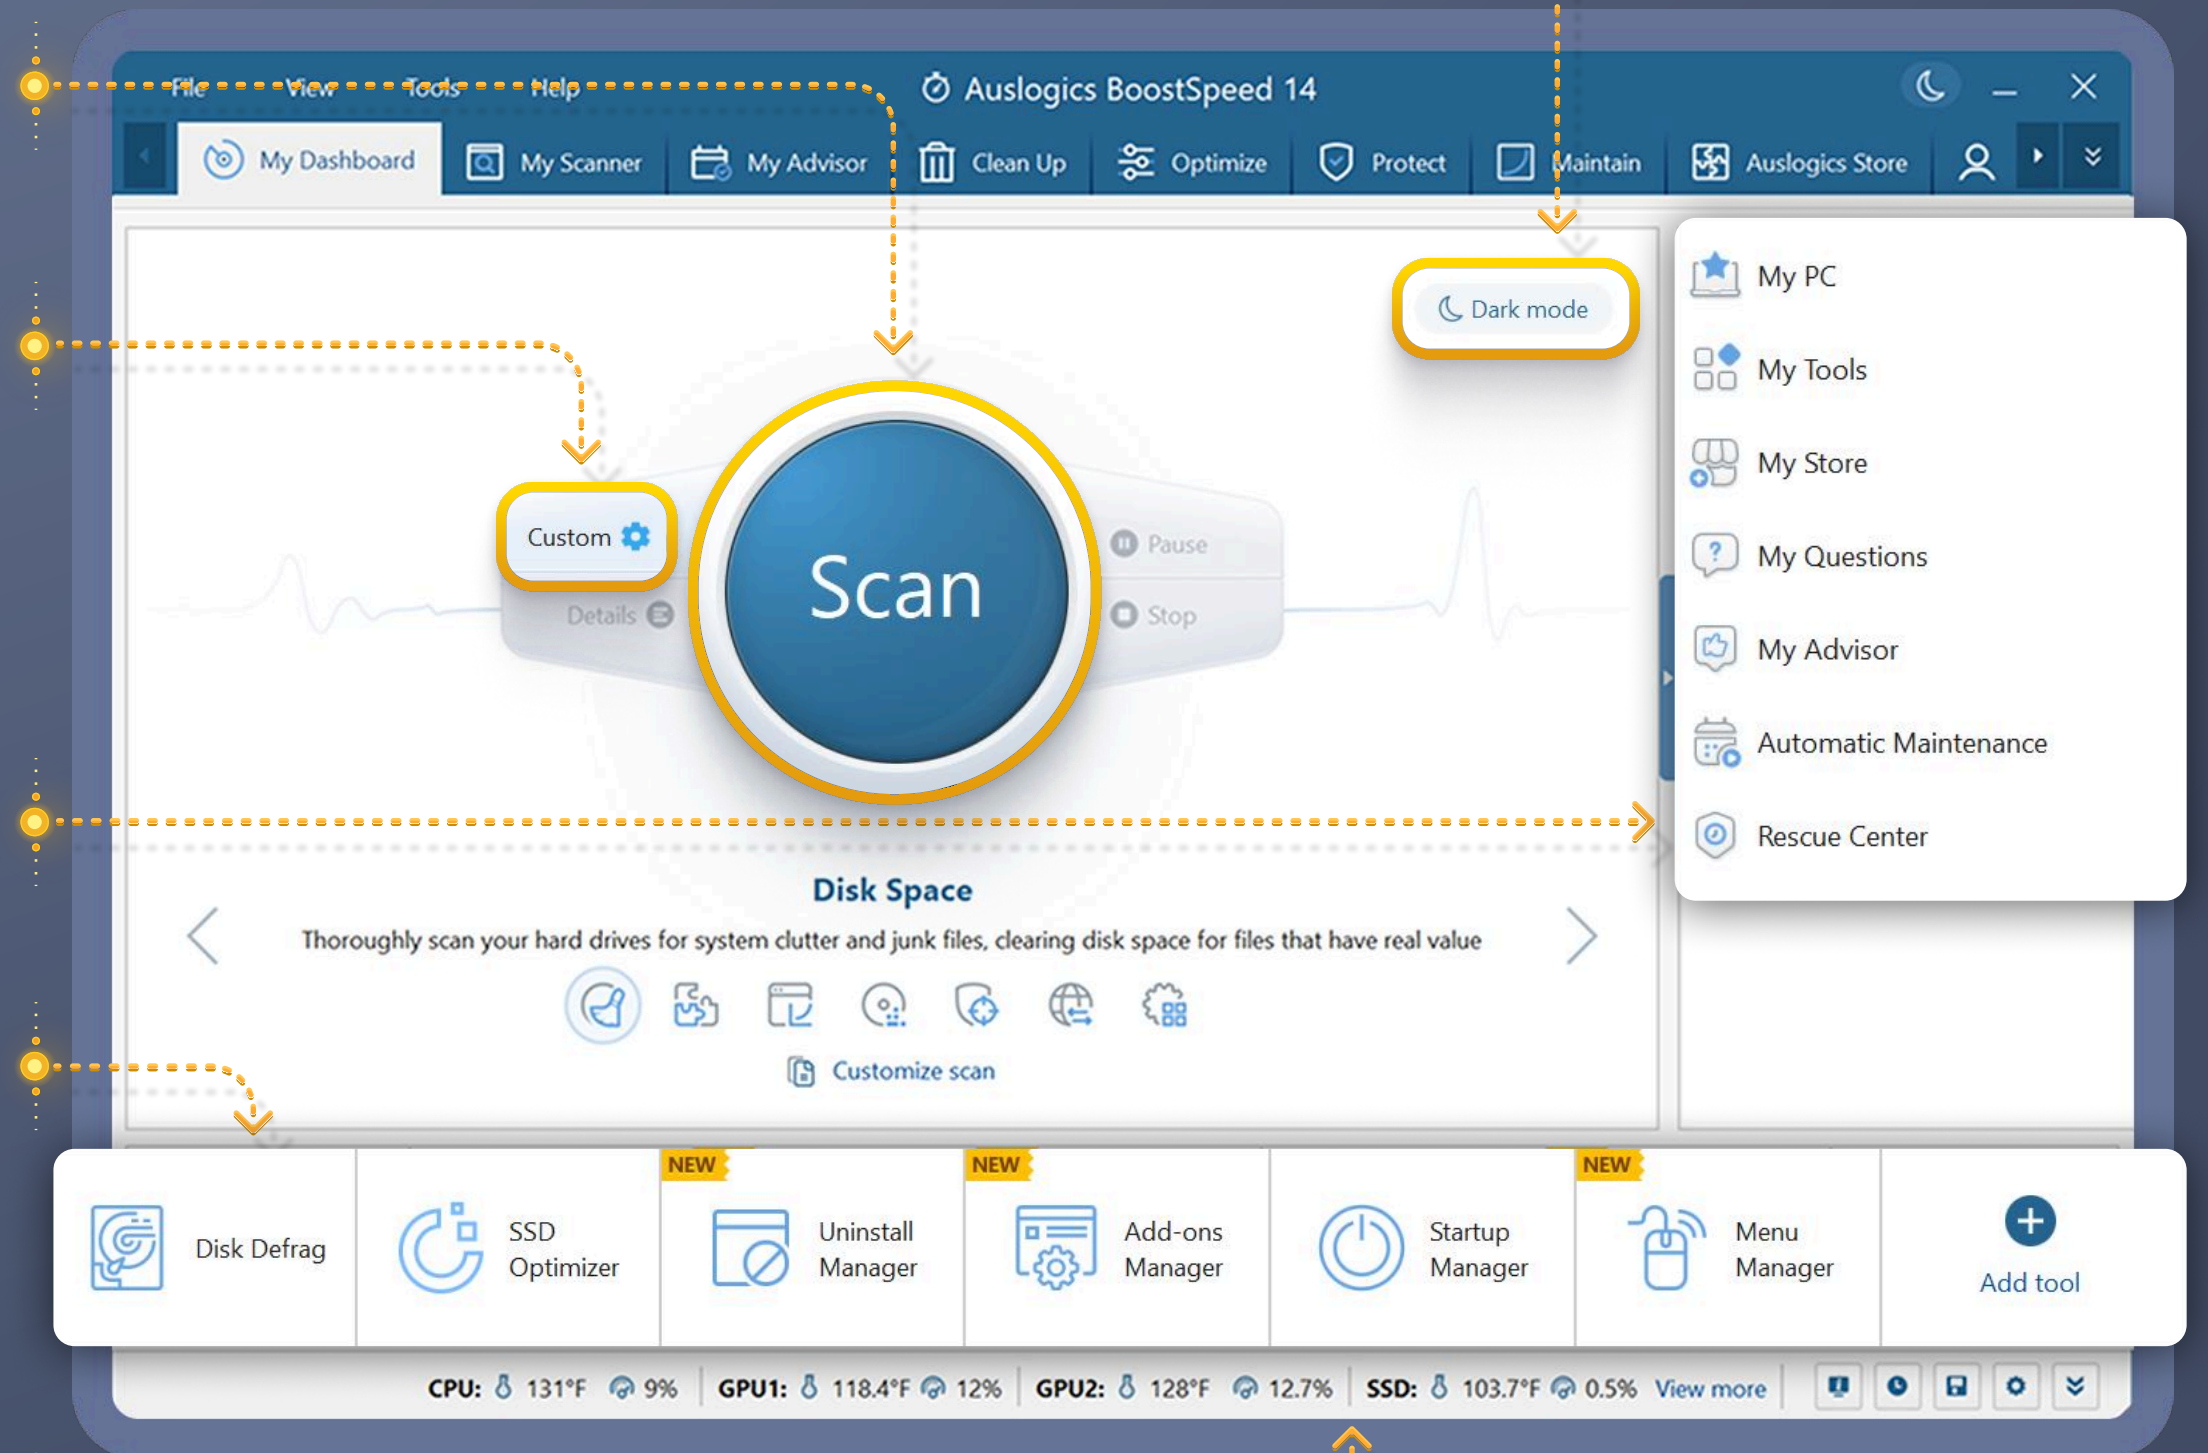 File View Tools Help
Auslogics BoostSpeed 14
My Dashboard My Scanner My Advisor Clean Up Optimize Protect Maintain Auslogics Store
Dark mode
My PC
My Tools
My Store
My Questions
My Advisor
Automatic Maintenance
Rescue Center
Custom
Details
Scan
Pause
Stop
Disk Space
Thoroughly scan your hard drives for system clutter and junk files, clearing disk space for files that have real value
Customize scan
Disk Defrag
SSD
Optimizer
NEW
Uninstall
Manager
NEW
Add-ons
Manager
Startup
Manager
NEW
Menu
Manager
Add tool
CPU: 131°F 9% GPU1: 118.4°F 12% GPU2: 128°F 12.7% SSD: 103.7°F 0.5% View more